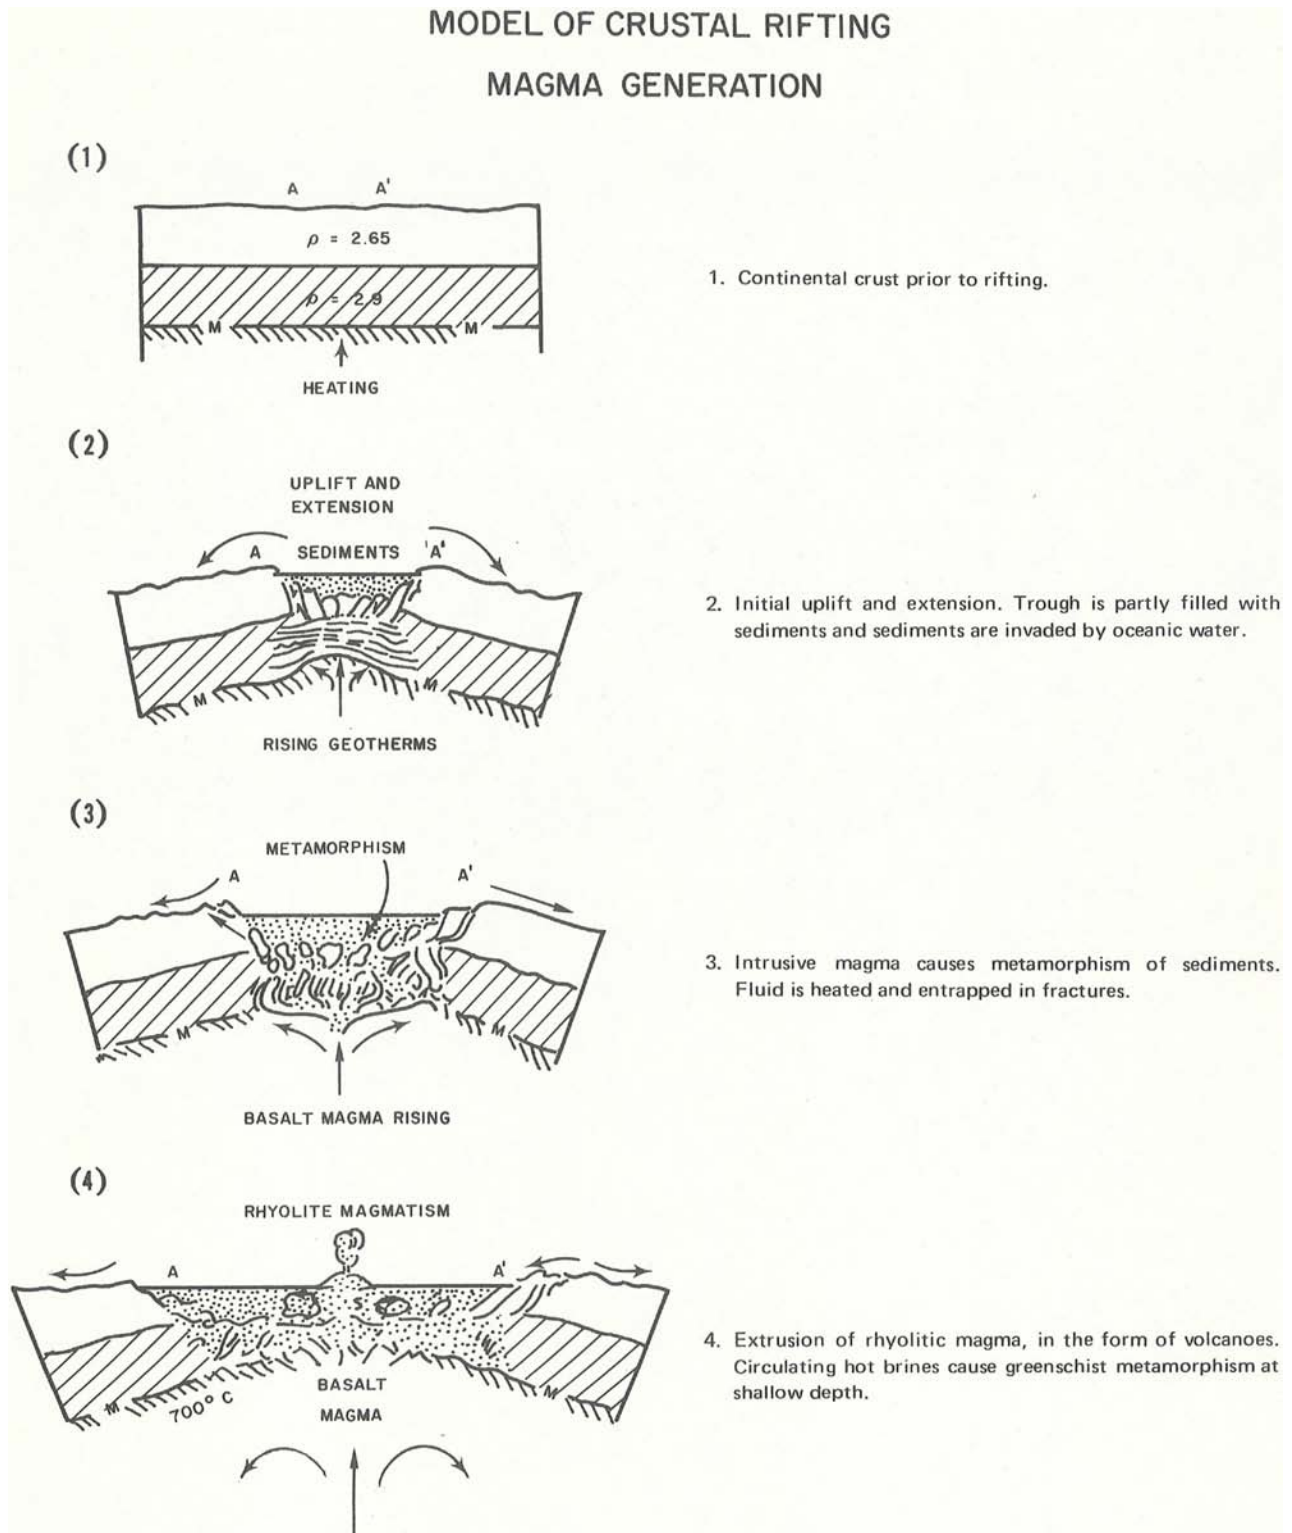 MODEL OF CRUSTAL RIFTING
MAGMA GENERATION
(1)
A A'
ρ = 2.65
ρ = 2.9
M M
HEATING
1. Continental crust prior to rifting.
(2)
UPLIFT AND
EXTENSION
A SEDIMENTS 'A'
M M
RISING GEOTHERMS
2. Initial uplift and extension. Trough is partly filled with
sediments and sediments are invaded by oceanic water.
(3)
METAMORPHISM
A A'
M M
BASALT MAGMA RISING
3. Intrusive magma causes metamorphism of sediments.
Fluid is heated and entrapped in fractures.
(4)
RHYOLITE MAGMATISM
A A'
S
M M
700° C
BASALT
MAGMA
4. Extrusion of rhyolitic magma, in the form of volcanoes.
Circulating hot brines cause greenschist metamorphism at
shallow depth.